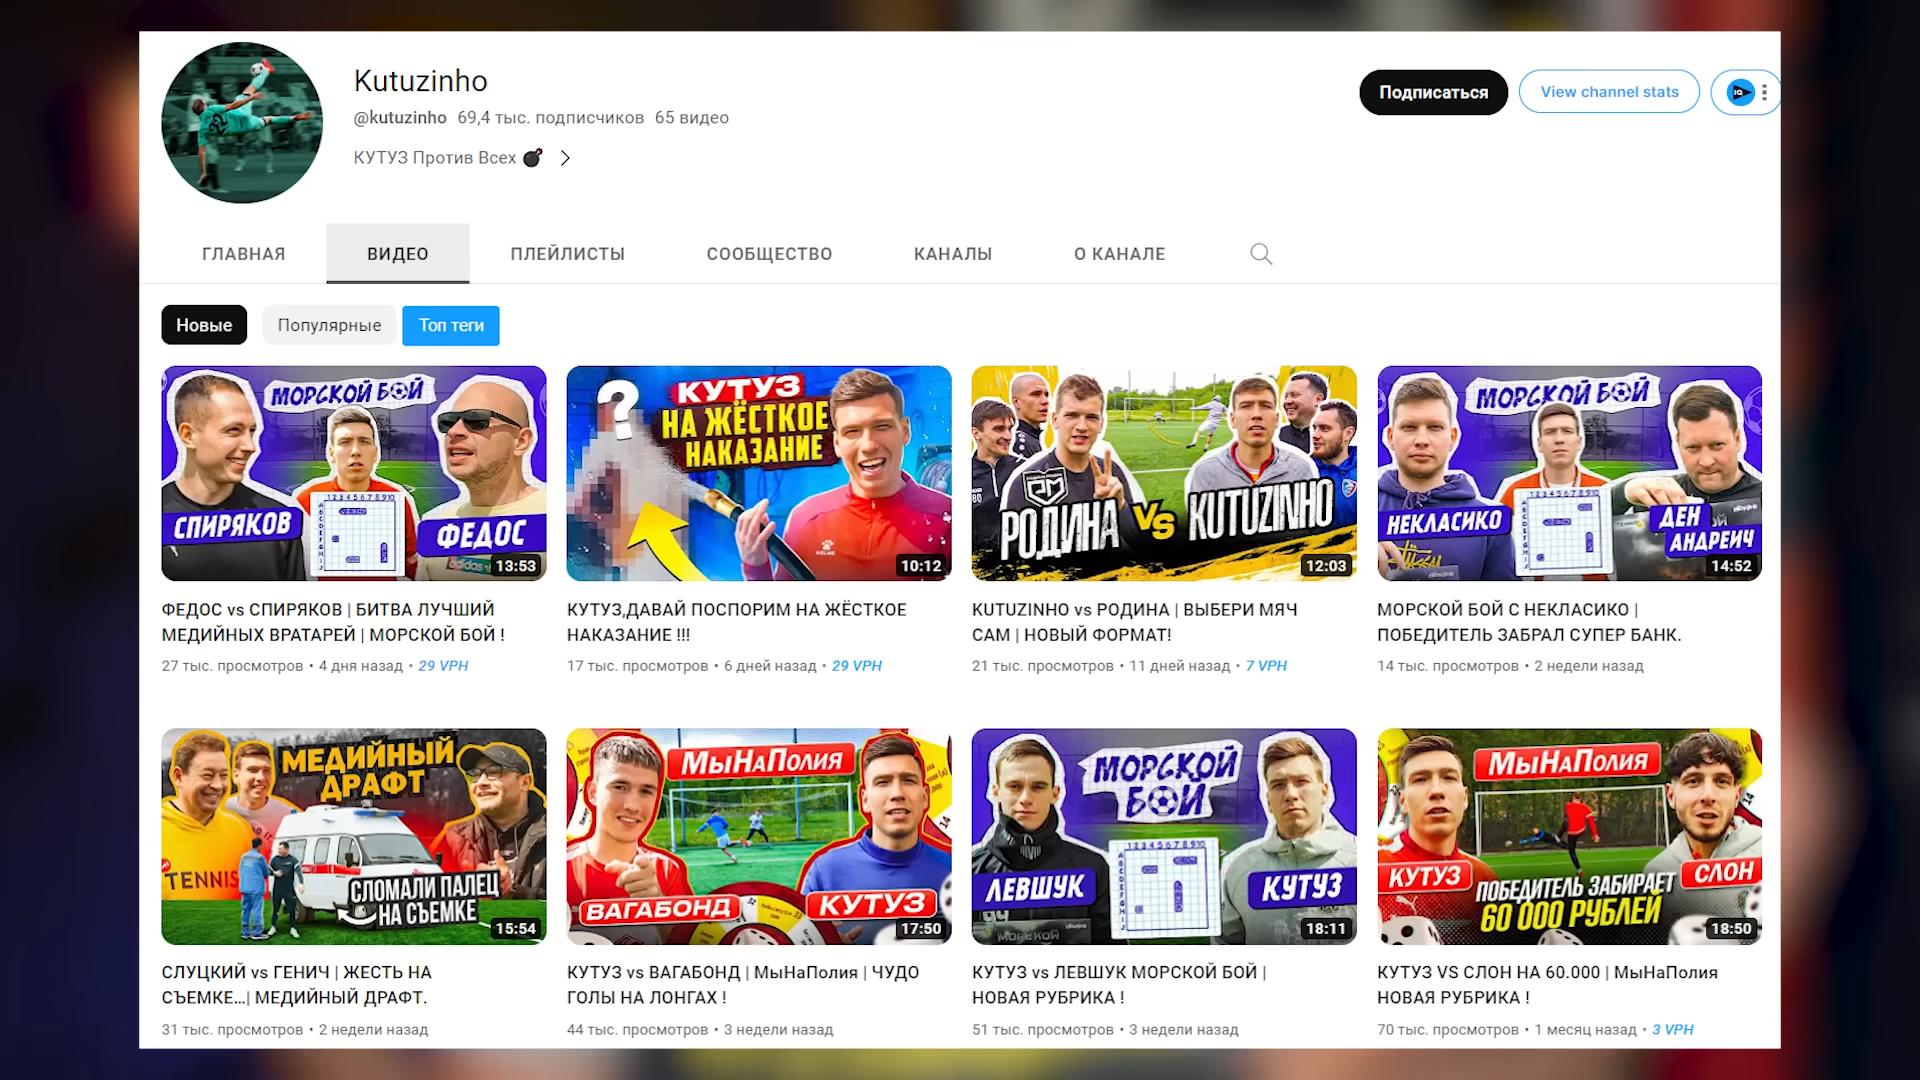 Kutuzinho
@kutuzinho 69,4 тыс. подписчиков 65 видео
КУТУЗ Против Всех
Подписаться
View channel stats
ГЛАВНАЯ
ВИДЕО
ПЛЕЙЛИСТЫ
СООБЩЕСТВО
КАНАЛЫ
О КАНАЛЕ
Новые
Популярные
Топ теги
МОРСКОЙ БОЙ
СПИРЯКОВ
ФЕДОС
13:53
?
КУТУЗ
НА ЖЁСТКОЕ
НАКАЗАНИЕ
10:12
РОДИНА VS KUTUZINHO
12:03
МОРСКОЙ БОЙ
НЕКЛАСИКО
ДЕН
АНДРЕИЧ
14:52
ФЕДОС vs СПИРЯКОВ | БИТВА ЛУЧШИЙ
МЕДИЙНЫХ ВРАТАРЕЙ | МОРСКОЙ БОЙ !
27 тыс. просмотров • 4 дня назад • 29 VPH
КУТУЗ,ДАВАЙ ПОСПОРИМ НА ЖЁСТКОЕ
НАКАЗАНИЕ !!!
17 тыс. просмотров • 6 дней назад • 29 VPH
KUTUZINHO vs РОДИНА | ВЫБЕРИ МЯЧ
САМ | НОВЫЙ ФОРМАТ!
21 тыс. просмотров • 11 дней назад • 7 VPH
МОРСКОЙ БОЙ С НЕКЛАСИКО |
ПОБЕДИТЕЛЬ ЗАБРАЛ СУПЕР БАНК.
14 тыс. просмотров • 2 недели назад
МЕДИЙНЫЙ
ДРАФТ
TENNIS
СЛОМАЛИ ПАЛЕЦ
НА СЪЕМКЕ
15:54
МыНаПолия
ВАГАБОНД
КУТУЗ
17:50
МОРСКОЙ
БОЙ
ЛЕВШУК
КУТУЗ
18:11
МыНаПолия
КУТУЗ
СЛОН
ПОБЕДИТЕЛЬ ЗАБИРАЕТ
60 000 РУБЛЕЙ
18:50
СЛУЦКИЙ vs ГЕНИЧ | ЖЕСТЬ НА
СЪЕМКЕ...| МЕДИЙНЫЙ ДРАФТ.
31 тыс. просмотров • 2 недели назад
КУТУЗ vs ВАГАБОНД | МыНаПолия | ЧУДО
ГОЛЫ НА ЛОНГАХ !
44 тыс. просмотров • 3 недели назад
КУТУЗ vs ЛЕВШУК МОРСКОЙ БОЙ |
НОВАЯ РУБРИКА !
51 тыс. просмотров • 3 недели назад
КУТУЗ VS СЛОН НА 60.000 | МыНаПолия
НОВАЯ РУБРИКА !
70 тыс. просмотров • 1 месяц назад • 3 VPH